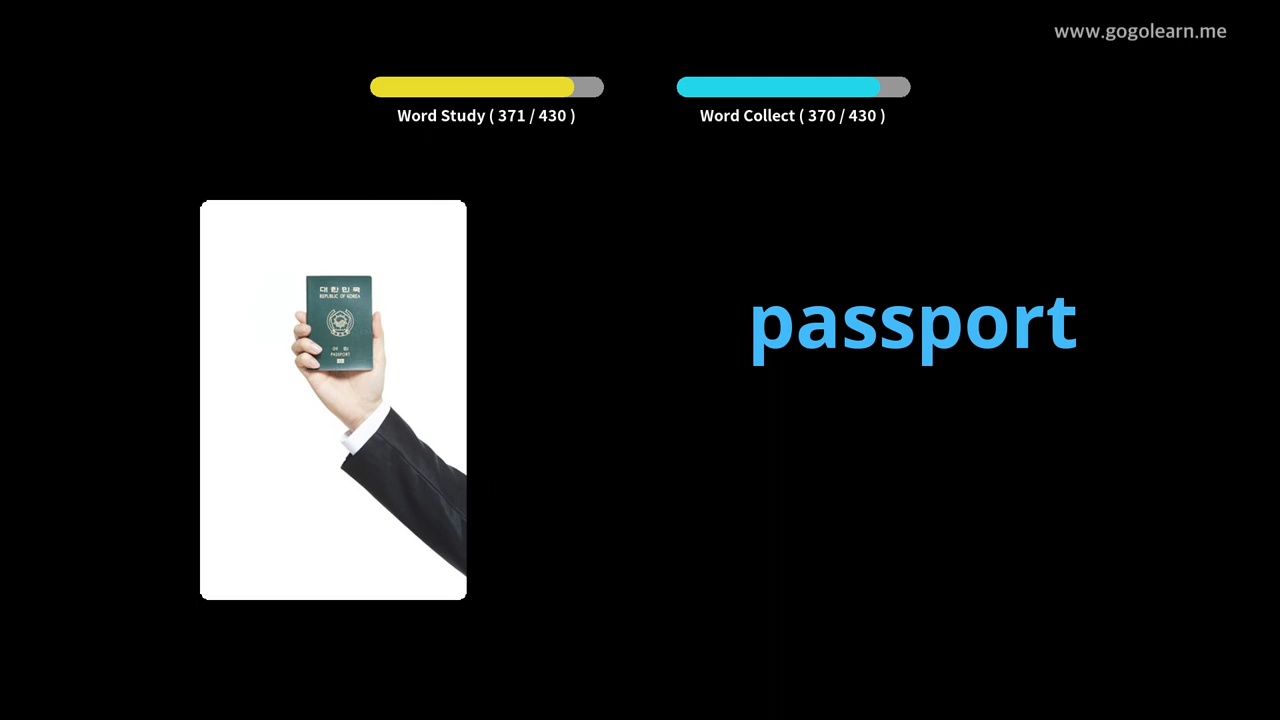 www.gogolearn.me
Word Study ( 371 / 430 )
Word Collect ( 370 / 430 )
대한민국
REPUBLIC OF KOREA
여 권
PASSPORT
passport